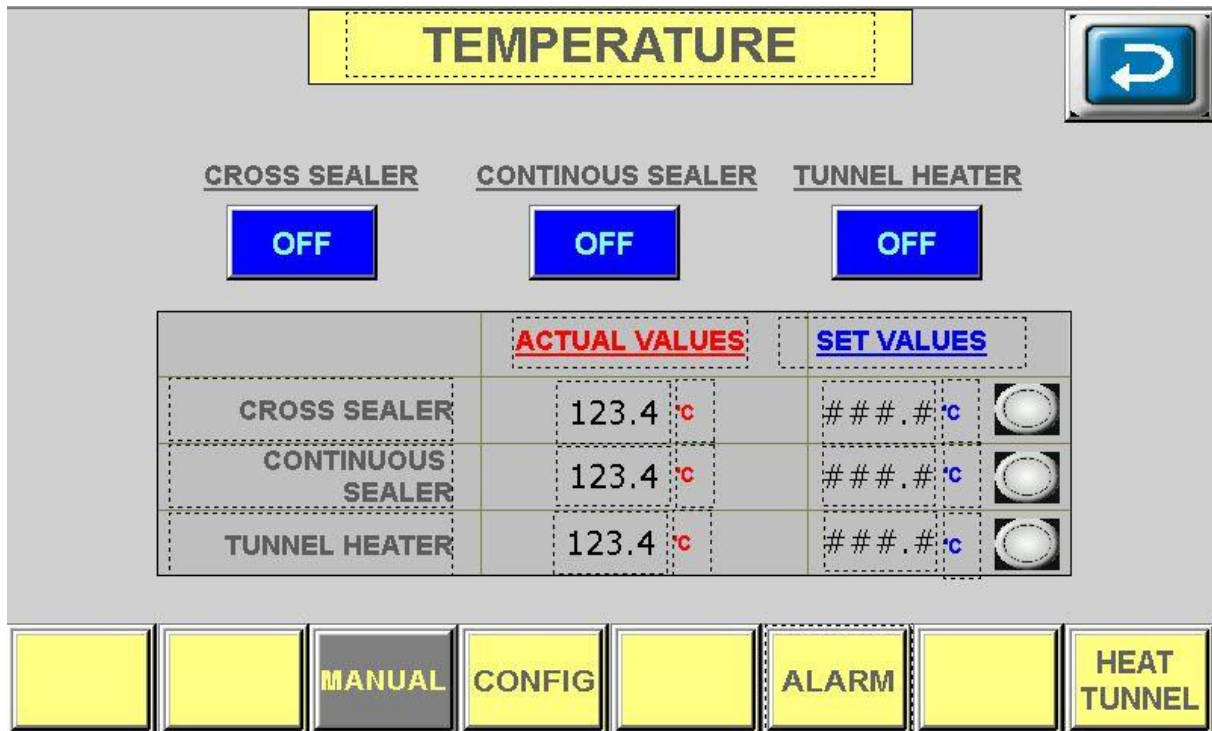 TEMPERATURE
CROSS SEALER CONTINOUS SEALER TUNNEL HEATER
OFF OFF OFF
ACTUAL VALUES SET VALUES
CROSS SEALER 123.4 °C ###.# °C
CONTINUOUS
SEALER 123.4 °C ###.# °C
TUNNEL HEATER 123.4 °C ###.# °C
MANUAL CONFIG ALARM HEAT
TUNNEL